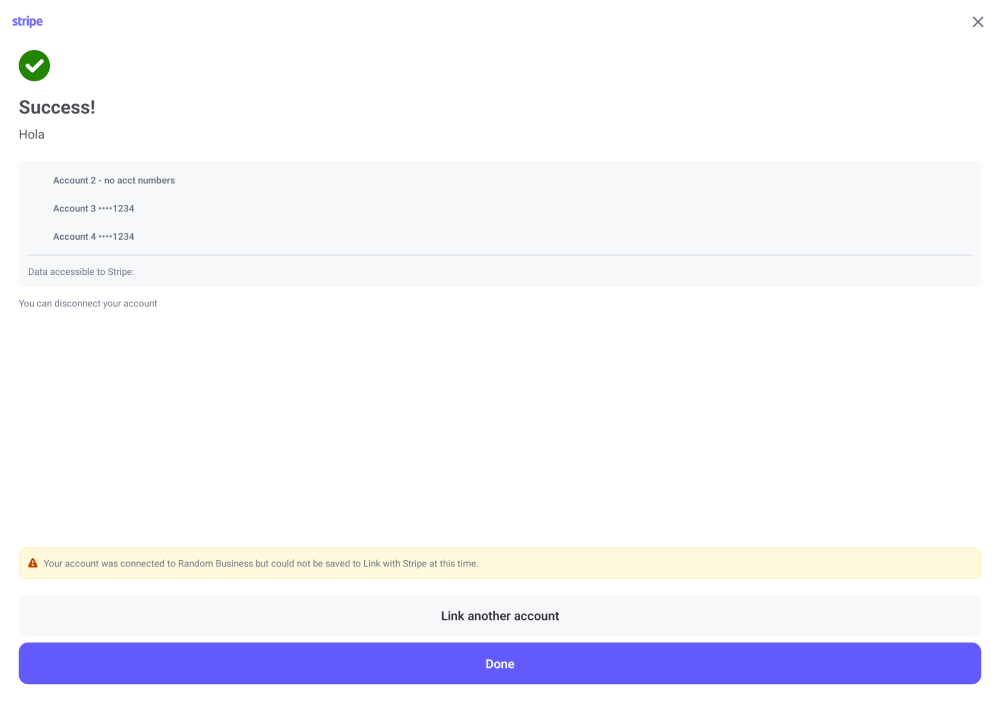 stripe
Success!
Hola
Account 2 - no acct numbers
Account 3 ••••1234
Account 4 ••••1234
Data accessible to Stripe:
You can disconnect your account
Your account was connected to Random Business but could not be saved to Link with Stripe at this time.
Link another account
Done